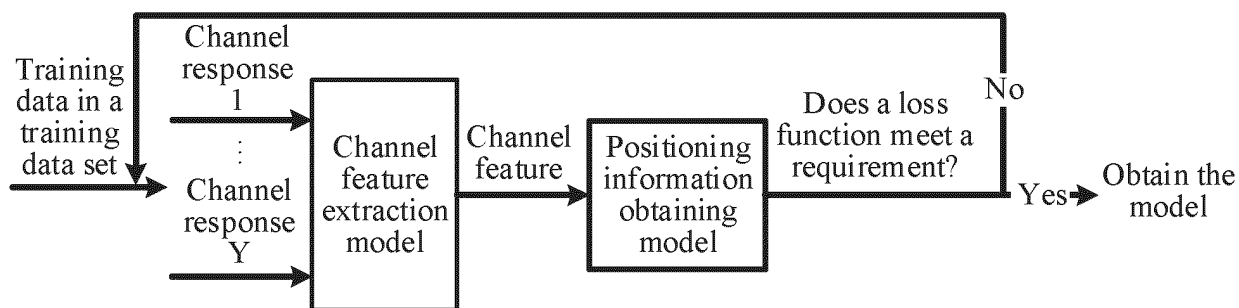 Training
data in a
training
data set
Channel
response
1
⋮
Channel
response
Y
Channel
feature
extraction
model
Channel
feature
Positioning
information
obtaining
model
Does a loss
function meet a
requirement?
No
Yes
Obtain the
model